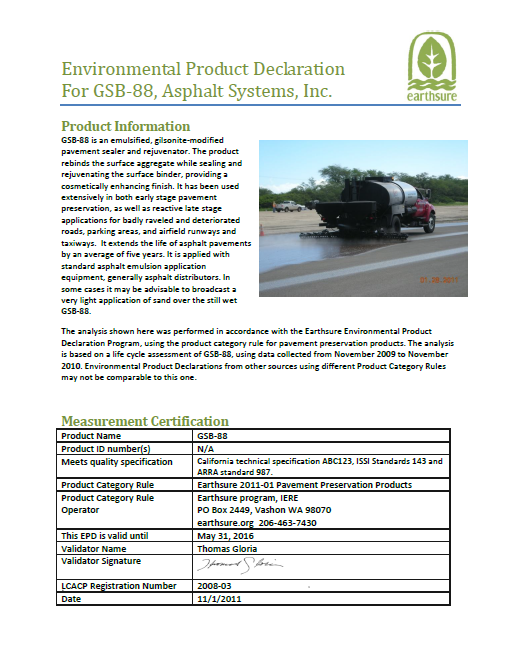 Environmental Product Declaration
For GSB-88, Asphalt Systems, Inc.
earthsure
Product Information
GSB-88 is an emulsified, gilsonite-modified
pavement sealer and rejuvenator. The product
rebinds the surface aggregate while sealing and
rejuvenating the surface binder, providing a
cosmetically enhancing finish. It has been used
extensively in both early stage pavement
preservation, as well as reactive late stage
applications for badly raveled and deteriorated
roads, parking areas, and airfield runways and
taxiways. It extends the life of asphalt pavements
by an average of five years. It is applied with
standard asphalt emulsion application
equipment, generally asphalt distributors. In
some cases it may be advisable to broadcast a
very light application of sand over the still wet
GSB-88.
The analysis shown here was performed in accordance with the Earthsure Environmental Product
Declaration Program, using the product category rule for pavement preservation products. The analysis
is based on a life cycle assessment of GSB-88, using data collected from November 2009 to November
2010. Environmental Product Declarations from other sources using different Product Category Rules
may not be comparable to this one.
Measurement Certification
Product Name GSB-88
Product ID number(s) N/A
Meets quality specification California technical specification ABC123, ISSI Standards 143 and
ARRA standard 987.
Product Category Rule Earthsure 2011-01 Pavement Preservation Products
Product Category Rule Earthsure program, IERE
Operator PO Box 2449, Vashon WA 98070
earthsure.org 206-463-7430
This EPD is valid until May 31, 2016
Validator Name Thomas Gloria
Validator Signature
LCACP Registration Number 2008-03
Date 11/1/2011